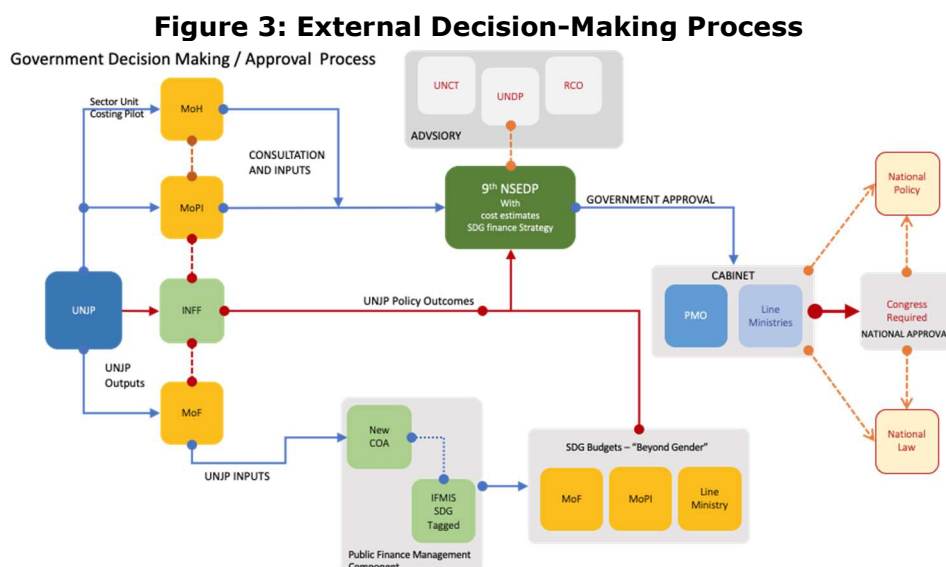 Figure 3: External Decision-Making Process
Government Decision Making / Approval Process
Sector Unit
Costing Pilot
MoH
UNCT
UNDP
RCO
ADVSIORY
CONSULTATION
AND INPUTS
MoPI
9th NSEDP
With
cost estimates
SDG finance Strategy
GOVERNMENT APPROVAL
National
Policy
CABINET
UNJP
INFF
UNJP Policy Outcomes
PMO
Line
Ministries
Congress
Required
NATIONAL APPROVAL
UNJP
Outputs
MoF
New
COA
UNJP INPUTS
SDG Budgets – “Beyond Gender”
National
Law
IFMIS
SDG
Tagged
MoF
MoPI
Line
Ministry
Public Finance Management
Component